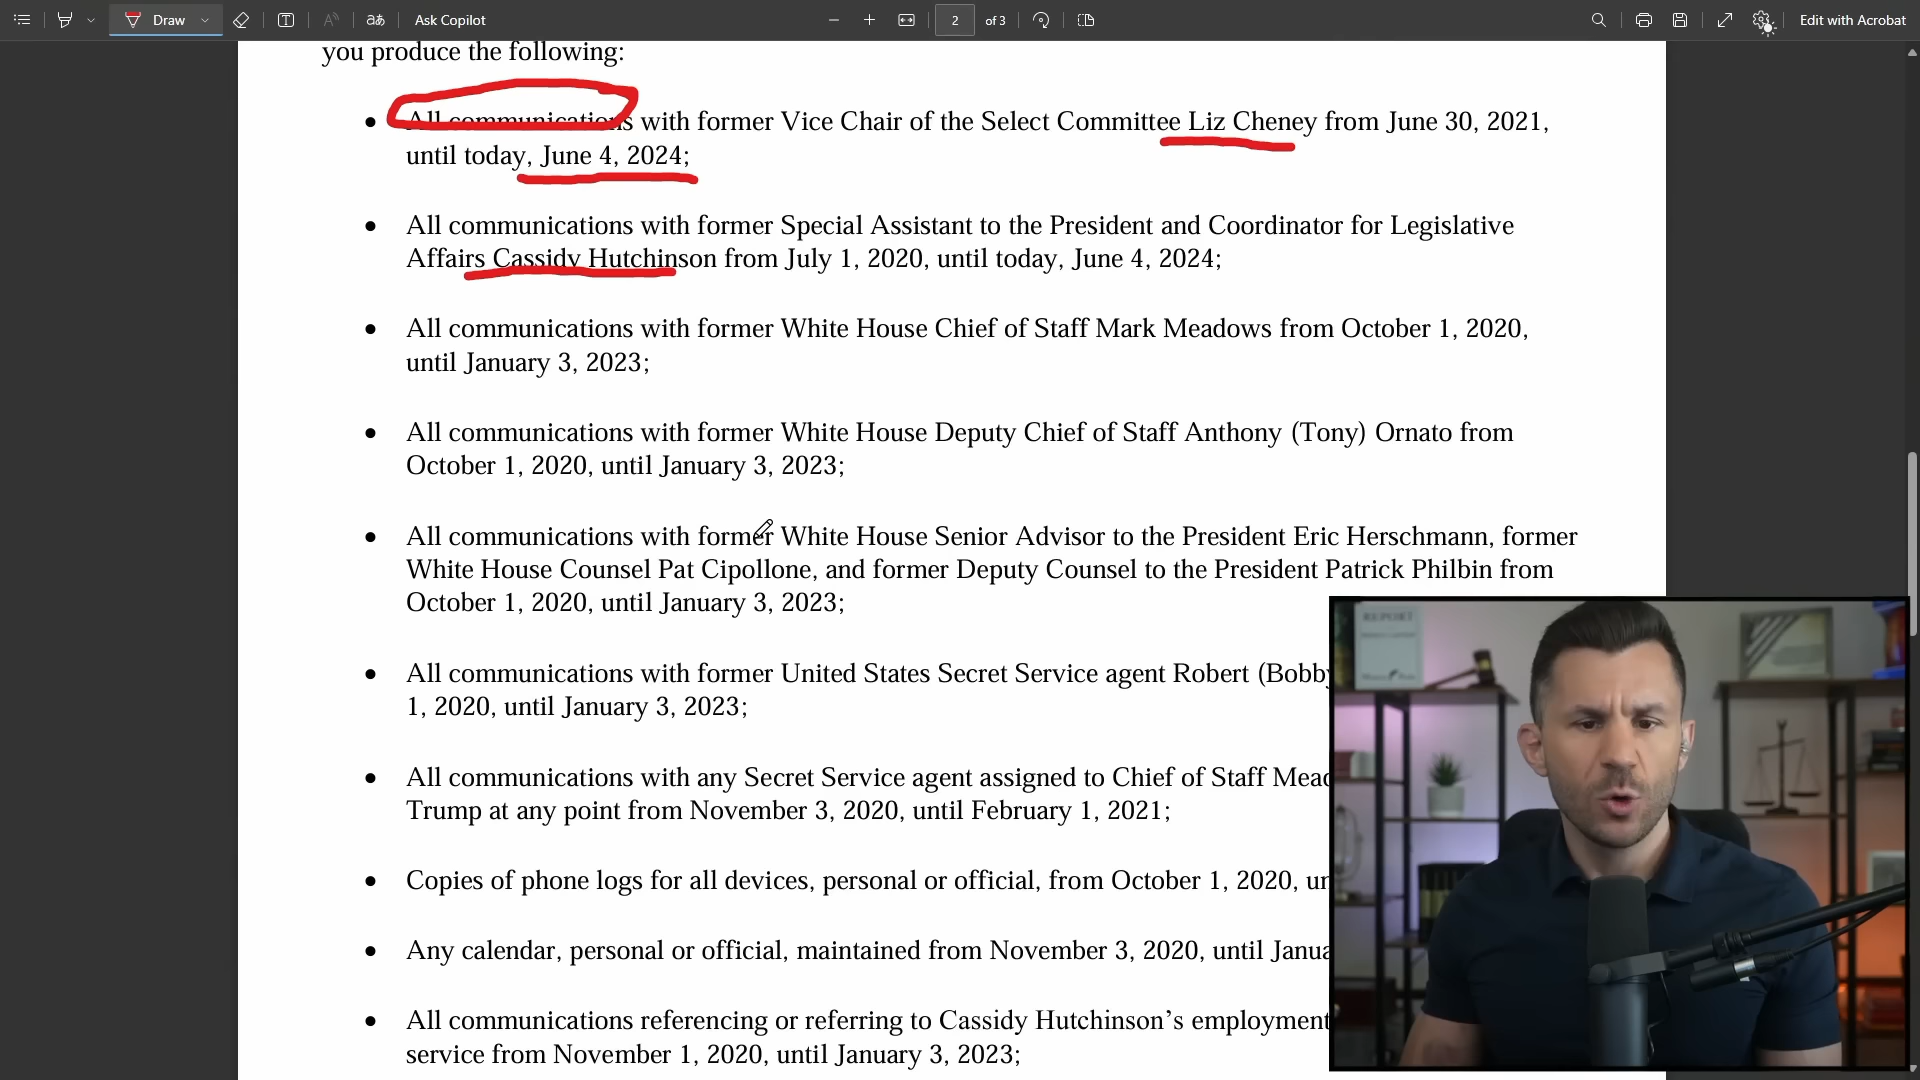 Draw
aあ
Ask Copilot
2
of 3
Edit with Acrobat
you produce the following:
• All communications with former Vice Chair of the Select Committee Liz Cheney from June 30, 2021,
until today, June 4, 2024;
• All communications with former Special Assistant to the President and Coordinator for Legislative
Affairs Cassidy Hutchinson from July 1, 2020, until today, June 4, 2024;
• All communications with former White House Chief of Staff Mark Meadows from October 1, 2020,
until January 3, 2023;
• All communications with former White House Deputy Chief of Staff Anthony (Tony) Ornato from
October 1, 2020, until January 3, 2023;
• All communications with former White House Senior Advisor to the President Eric Herschmann, former
White House Counsel Pat Cipollone, and former Deputy Counsel to the President Patrick Philbin from
October 1, 2020, until January 3, 2023;
• All communications with former United States Secret Service agent Robert (Bobby
1, 2020, until January 3, 2023;
• All communications with any Secret Service agent assigned to Chief of Staff
Trump at any point from November 3, 2020, until February 1, 2021;
• Copies of phone logs for all devices, personal or official, from October 1, 2020,
• Any calendar, personal or official, maintained from November 3, 2020, until
• All communications referencing or referring to Cassidy Hutchinson’s employment
service from November 1, 2020, until January 3, 2023;
REPORT